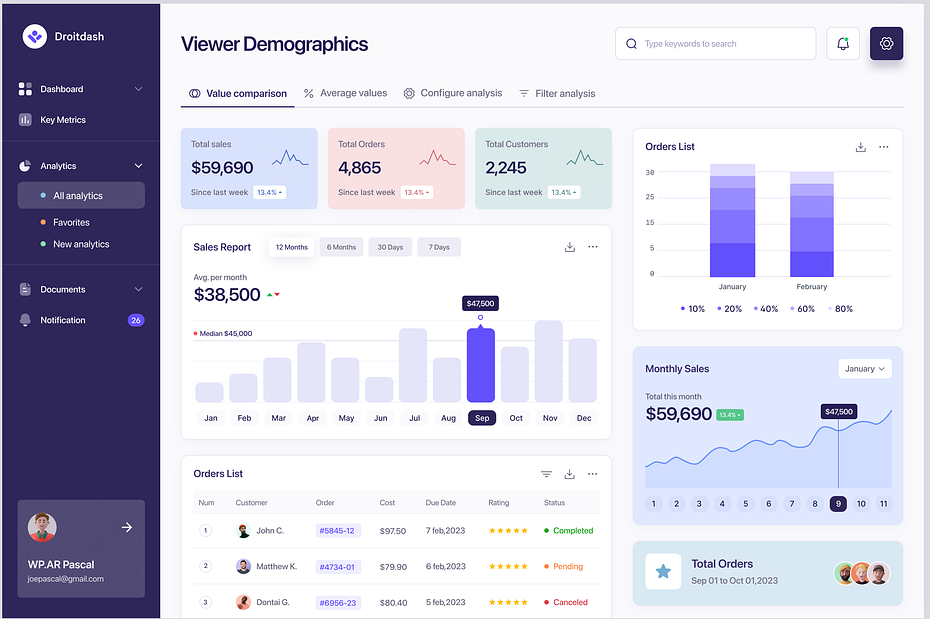 Droitdash
Dashboard
Key Metrics
Analytics
All analytics
Favorites
New analytics
Documents
Notification 26
WP.AR Pascal
joepascal@gmail.com
Viewer Demographics
Type keywords to search
Value comparison Average values Configure analysis Filter analysis
Total sales
$59,690
Since last week 13.4%
Total Orders
4,865
Since last week 13.4%
Total Customers
2,245
Since last week 13.4%
Sales Report 12 Months 6 Months 30 Days 7 Days
Avg. per month
$38,500
$47,500
Median $45,000
Jan Feb Mar Apr May Jun Jul Aug Sep Oct Nov Dec
Orders List
Num Customer Order Cost Due Date Rating Status
1 John C. #5845-12 $97.50 7 feb,2023 Completed
2 Matthew K. #4734-01 $79.90 6 feb,2023 Pending
3 Dontai G. #6956-23 $80.40 5 feb,2023 Canceled
Orders List
30
25
15
5
0
January February
10% 20% 40% 60% 80%
Monthly Sales January
Total this month
$59,690 13.4%
$47,500
1 2 3 4 5 6 7 8 9 10 11
Total Orders
Sep 01 to Oct 01,2023